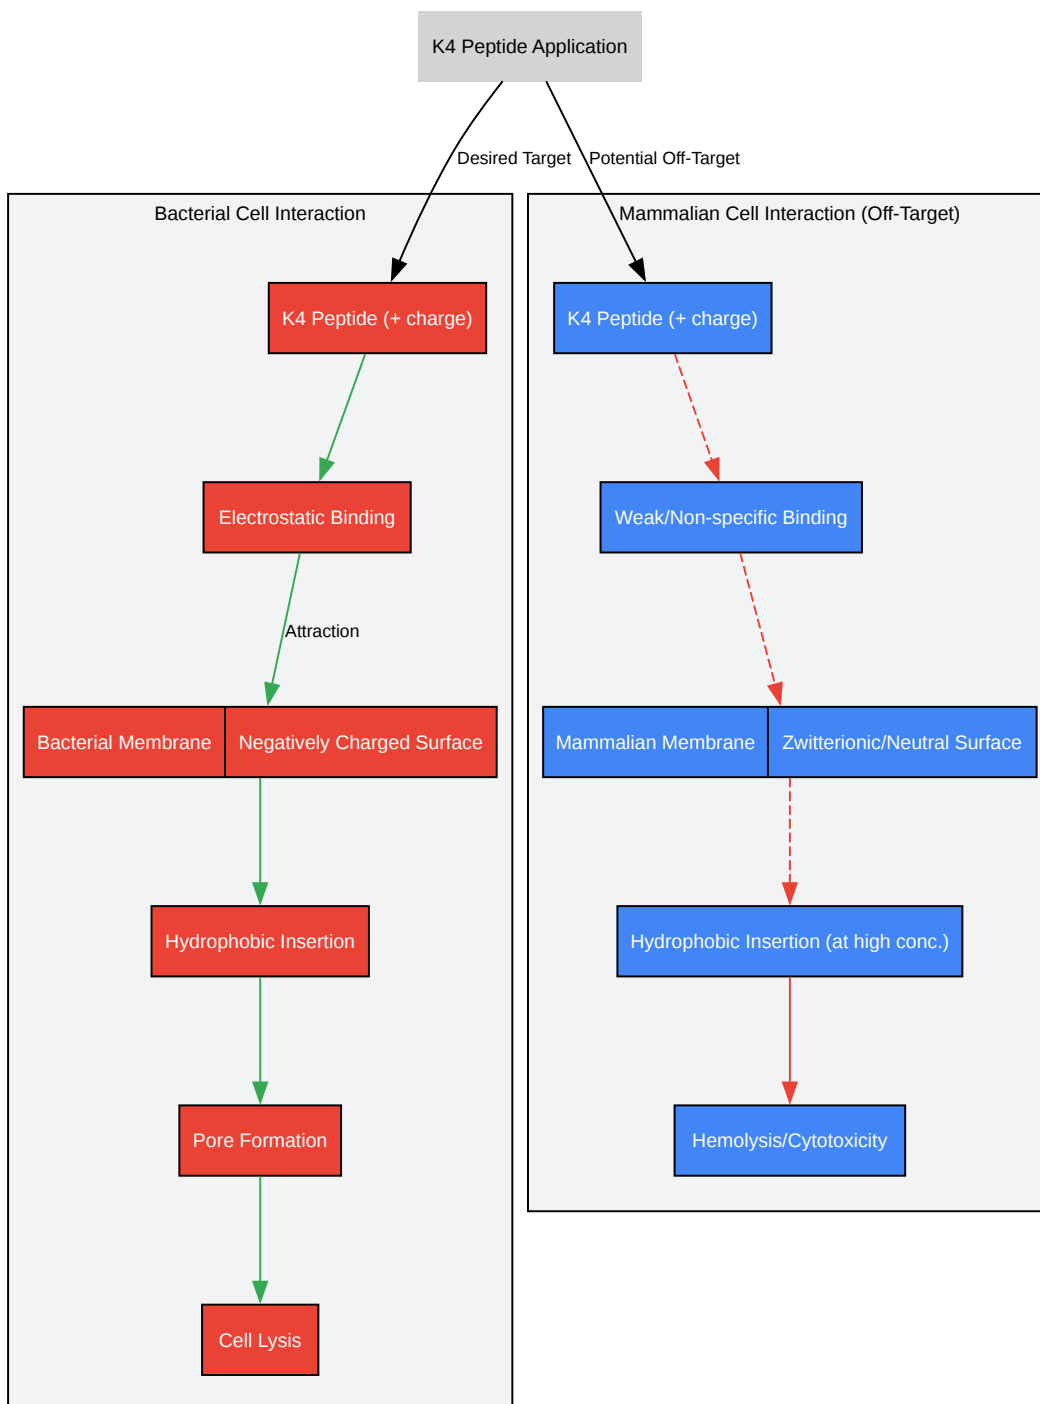 K4 Peptide Application
Desired Target
Potential Off-Target
Bacterial Cell Interaction
K4 Peptide (+ charge)
Electrostatic Binding
Attraction
Bacterial Membrane
Negatively Charged Surface
Hydrophobic Insertion
Pore Formation
Cell Lysis
Mammalian Cell Interaction (Off-Target)
K4 Peptide (+ charge)
Weak/Non-specific Binding
Mammalian Membrane
Zwitterionic/Neutral Surface
Hydrophobic Insertion (at high conc.)
Hemolysis/Cytotoxicity